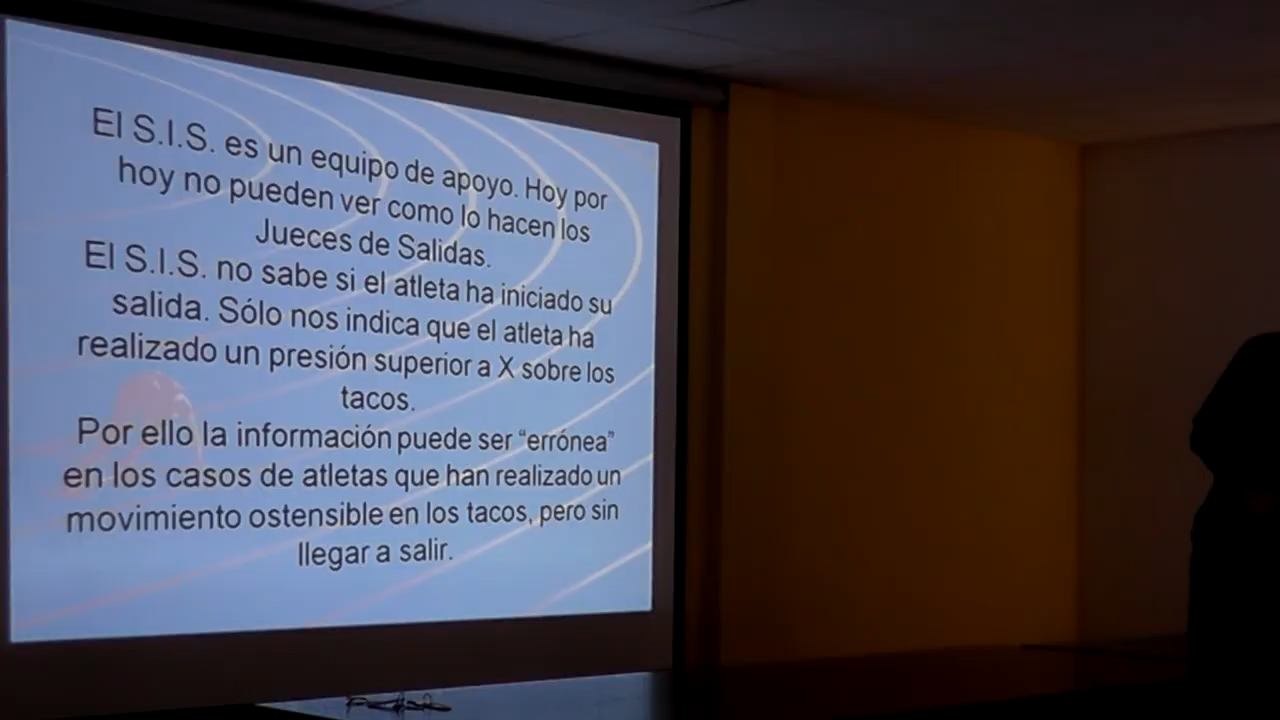 El S.I.S. es un equipo de apoyo. Hoy por
hoy no pueden ver como lo hacen los
Jueces de Salidas.
El S.I.S. no sabe si el atleta ha iniciado su
salida. Sólo nos indica que el atleta ha
realizado un presión superior a X sobre los
tacos.
Por ello la información puede ser “errónea”
en los casos de atletas que han realizado un
movimiento ostensible en los tacos, pero sin
llegar a salir.